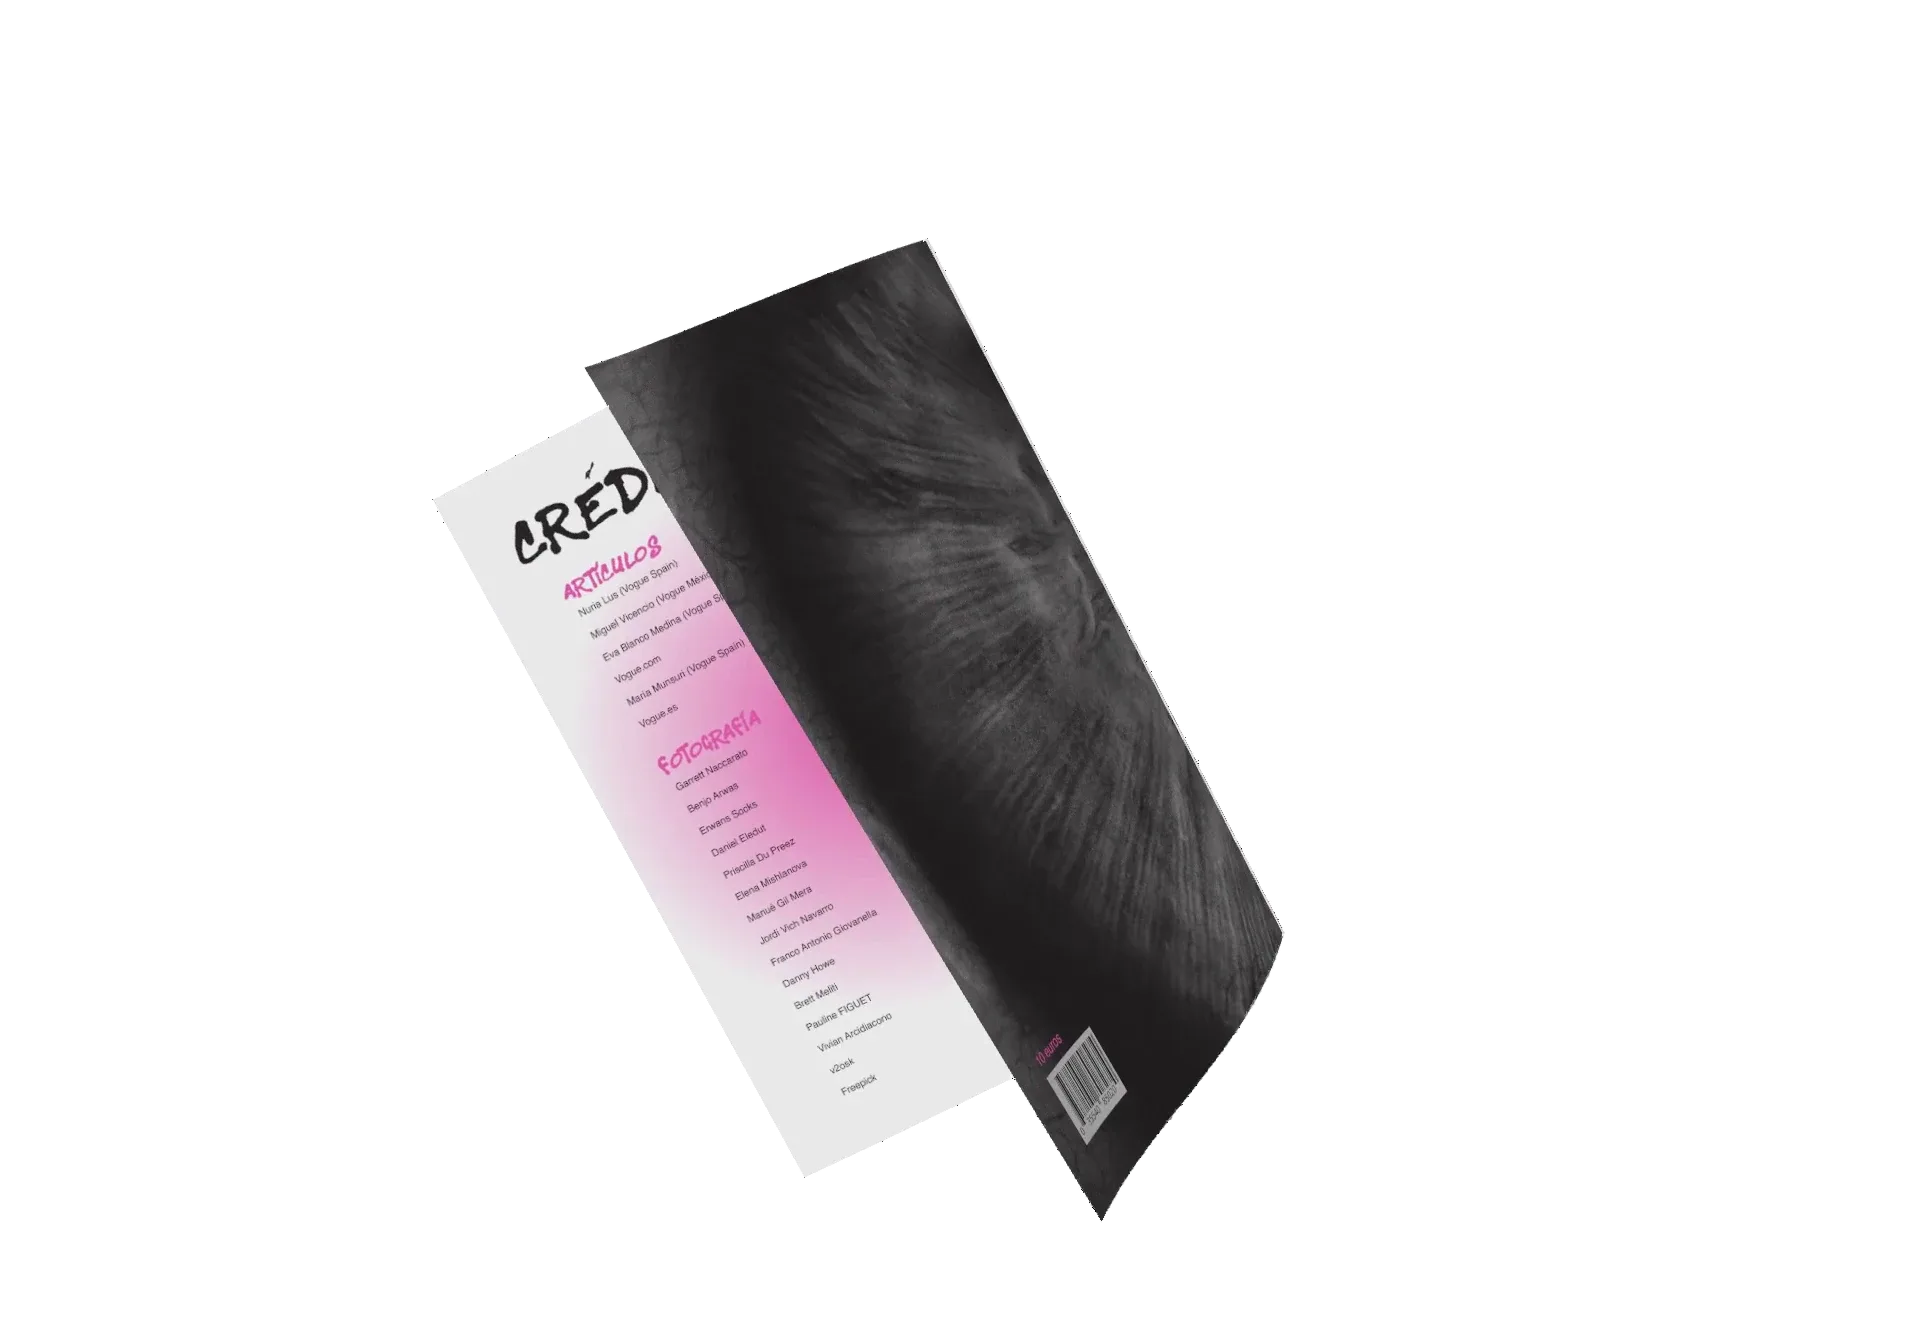 CRÉD
ARTÍCULOS
Nuria Lus (Vogue Spain)
Miguel Vicencio (Vogue Méxic
Eva Blanco Medina (Vogue Sp
Vogue.com
María Munsuri (Vogue Spain)
Vogue.es
FOTOGRAFÍA
Garrett Naccarato
Benjo Arwas
Erwans Socks
Daniel Eledut
Priscilla Du Preez
Elena Mishlanova
Manué Gil Mera
Jordi Vich Navarro
Franco Antonio Giovanella
Danny Howe
Brett Meliti
Pauline FIGUET
Vivian Arcidiacono
v2osk
Freepick
10 euros